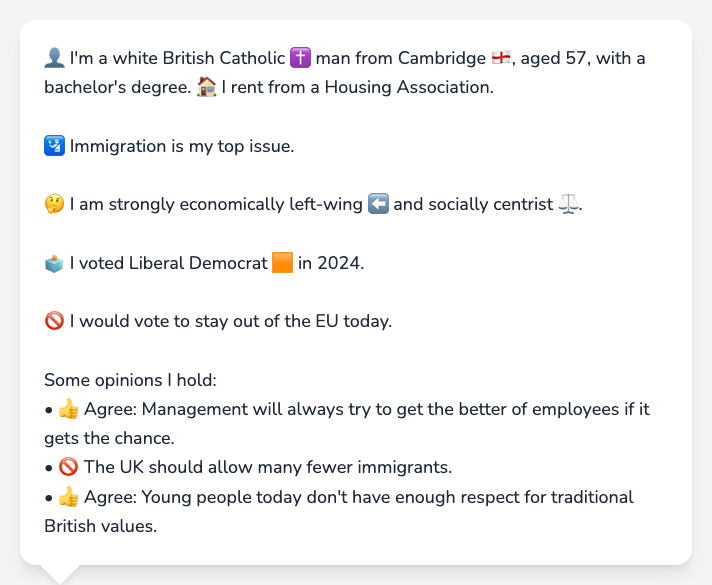 👤 I'm a white British Catholic ✝️ man from Cambridge 🏴󠁧󠁢󠁥󠁮󠁧󠁿, aged 57, with a
bachelor's degree. 🏠 I rent from a Housing Association.
🛂 Immigration is my top issue.
🤔 I am strongly economically left-wing ⬅️ and socially centrist ⚖️.
🗳️ I voted Liberal Democrat 🟧 in 2024.
🚫 I would vote to stay out of the EU today.
Some opinions I hold:
• 👍 Agree: Management will always try to get the better of employees if it
gets the chance.
• 🚫 The UK should allow many fewer immigrants.
• 👍 Agree: Young people today don't have enough respect for traditional
British values.